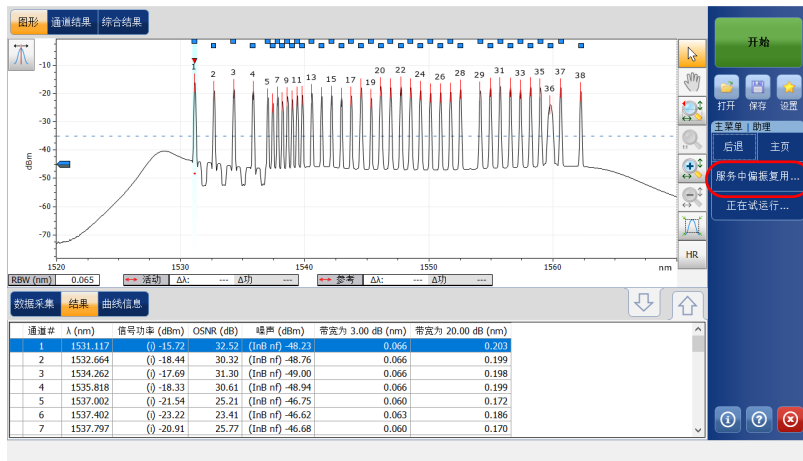 图形 通道结果 综合结果
开始
打开 保存 设置
主菜单 | 助理
后退 主页
服务中偏振复用...
正在试运行...
-10
-20
-30
-40
-50
-60
-70
dBm
1 2 3 4 5 7 9 11 13 15 17 19 20 22 24 26 28 29 31 33 35 36 37 38
1520 1530 1540 1550 1560 nm
1:1
HR
RBW (nm) 0.065 活动 Δλ: --- Δ功 --- 参考 Δλ: --- Δ功 ---
数据采集 结果 曲线信息
通道# λ (nm) 信号功率 (dBm) OSNR (dB) 噪声 (dBm) 带宽为 3.00 dB (nm) 带宽为 20.00 dB (nm)
1 1531.117 (i) -15.72 32.52 (InB nf) -48.23 0.066 0.203
2 1532.664 (i) -18.44 30.32 (InB nf) -48.76 0.066 0.199
3 1534.262 (i) -17.69 31.30 (InB nf) -49.00 0.066 0.198
4 1535.818 (i) -18.33 30.61 (InB nf) -48.94 0.066 0.199
5 1537.002 (i) -21.54 25.21 (InB nf) -46.75 0.060 0.172
6 1537.402 (i) -23.22 23.41 (InB nf) -46.62 0.063 0.186
7 1537.797 (i) -20.91 25.77 (InB nf) -46.68 0.060 0.170